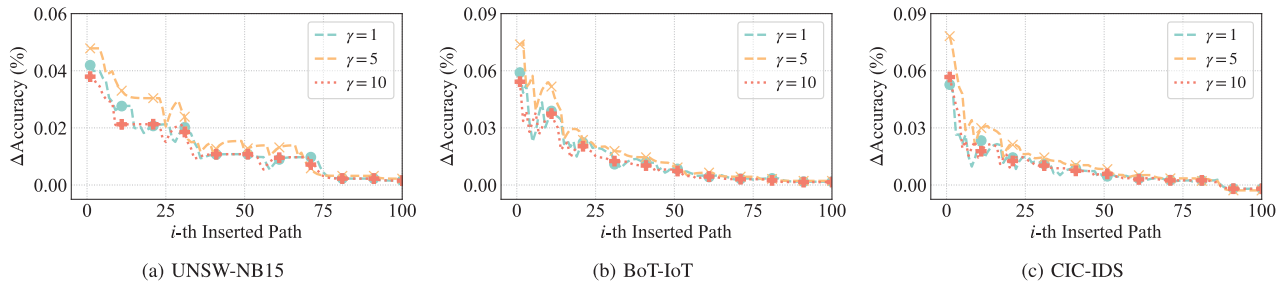 0.06
0.04
0.02
0.00
ΔAccuracy (%)
γ = 1
γ = 5
γ = 10
0 25 50 75 100
i-th Inserted Path
(a) UNSW-NB15
0.09
0.06
0.03
0.00
ΔAccuracy (%)
γ = 1
γ = 5
γ = 10
0 25 50 75 100
i-th Inserted Path
(b) BoT-IoT
0.09
0.06
0.03
0.00
ΔAccuracy (%)
γ = 1
γ = 5
γ = 10
0 25 50 75 100
i-th Inserted Path
(c) CIC-IDS